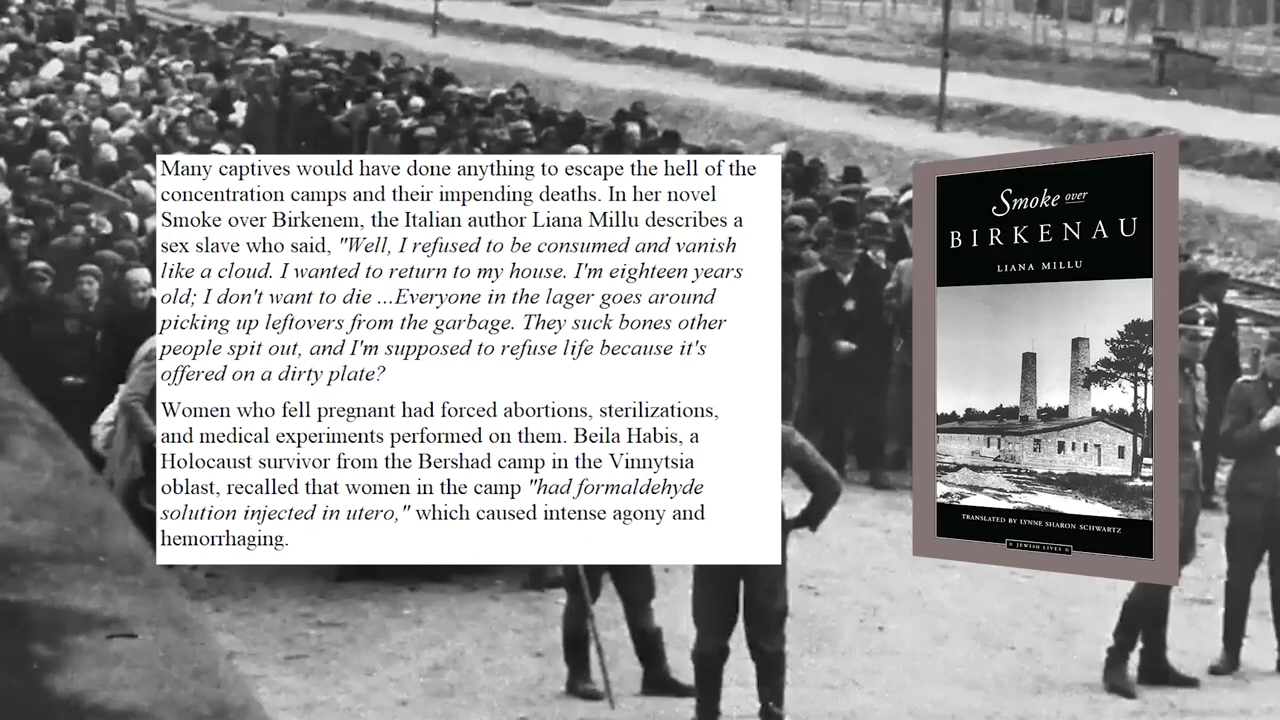 Many captives would have done anything to escape the hell of the
concentration camps and their impending deaths. In her novel
Smoke over Birkenem, the Italian author Liana Millu describes a
sex slave who said, "Well, I refused to be consumed and vanish
like a cloud. I wanted to return to my house. I'm eighteen years
old; I don't want to die ...Everyone in the lager goes around
picking up leftovers from the garbage. They suck bones other
people spit out, and I'm supposed to refuse life because it's
offered on a dirty plate?
Women who fell pregnant had forced abortions, sterilizations,
and medical experiments performed on them. Beila Habis, a
Holocaust survivor from the Bershad camp in the Vinnytsia
oblast, recalled that women in the camp "had formaldehyde
solution injected in utero," which caused intense agony and
hemorrhaging.
Smoke over
BIRKENAU
LIANA MILLU
TRANSLATED BY LYNNE SHARON SCHWARTZ
JEWISH LIVES